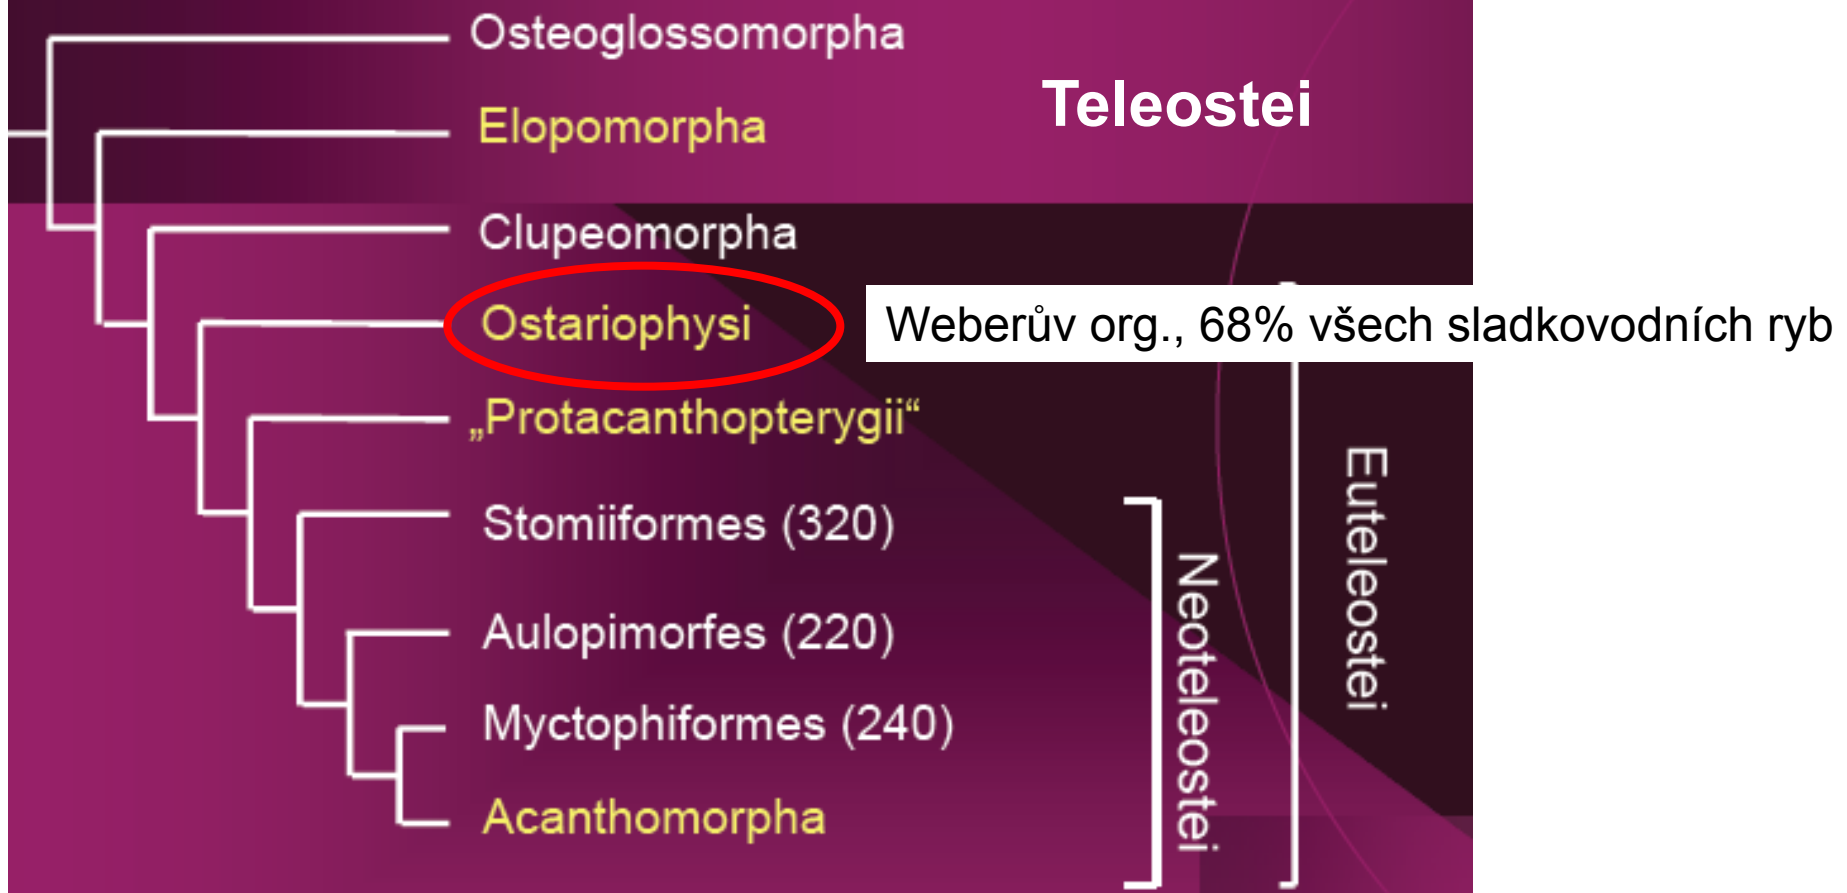 Osteoglossomorpha
Teleostei
Elopomorpha
Clupeomorpha
Ostariophysi
Weberův org., 68% všech sladkovodních ryb
„Protacanthopterygii“
Stomiiformes (320)
Aulopimorfes (220)
Myctophiformes (240)
Acanthomorpha
Neoteleostei
Euteleostei